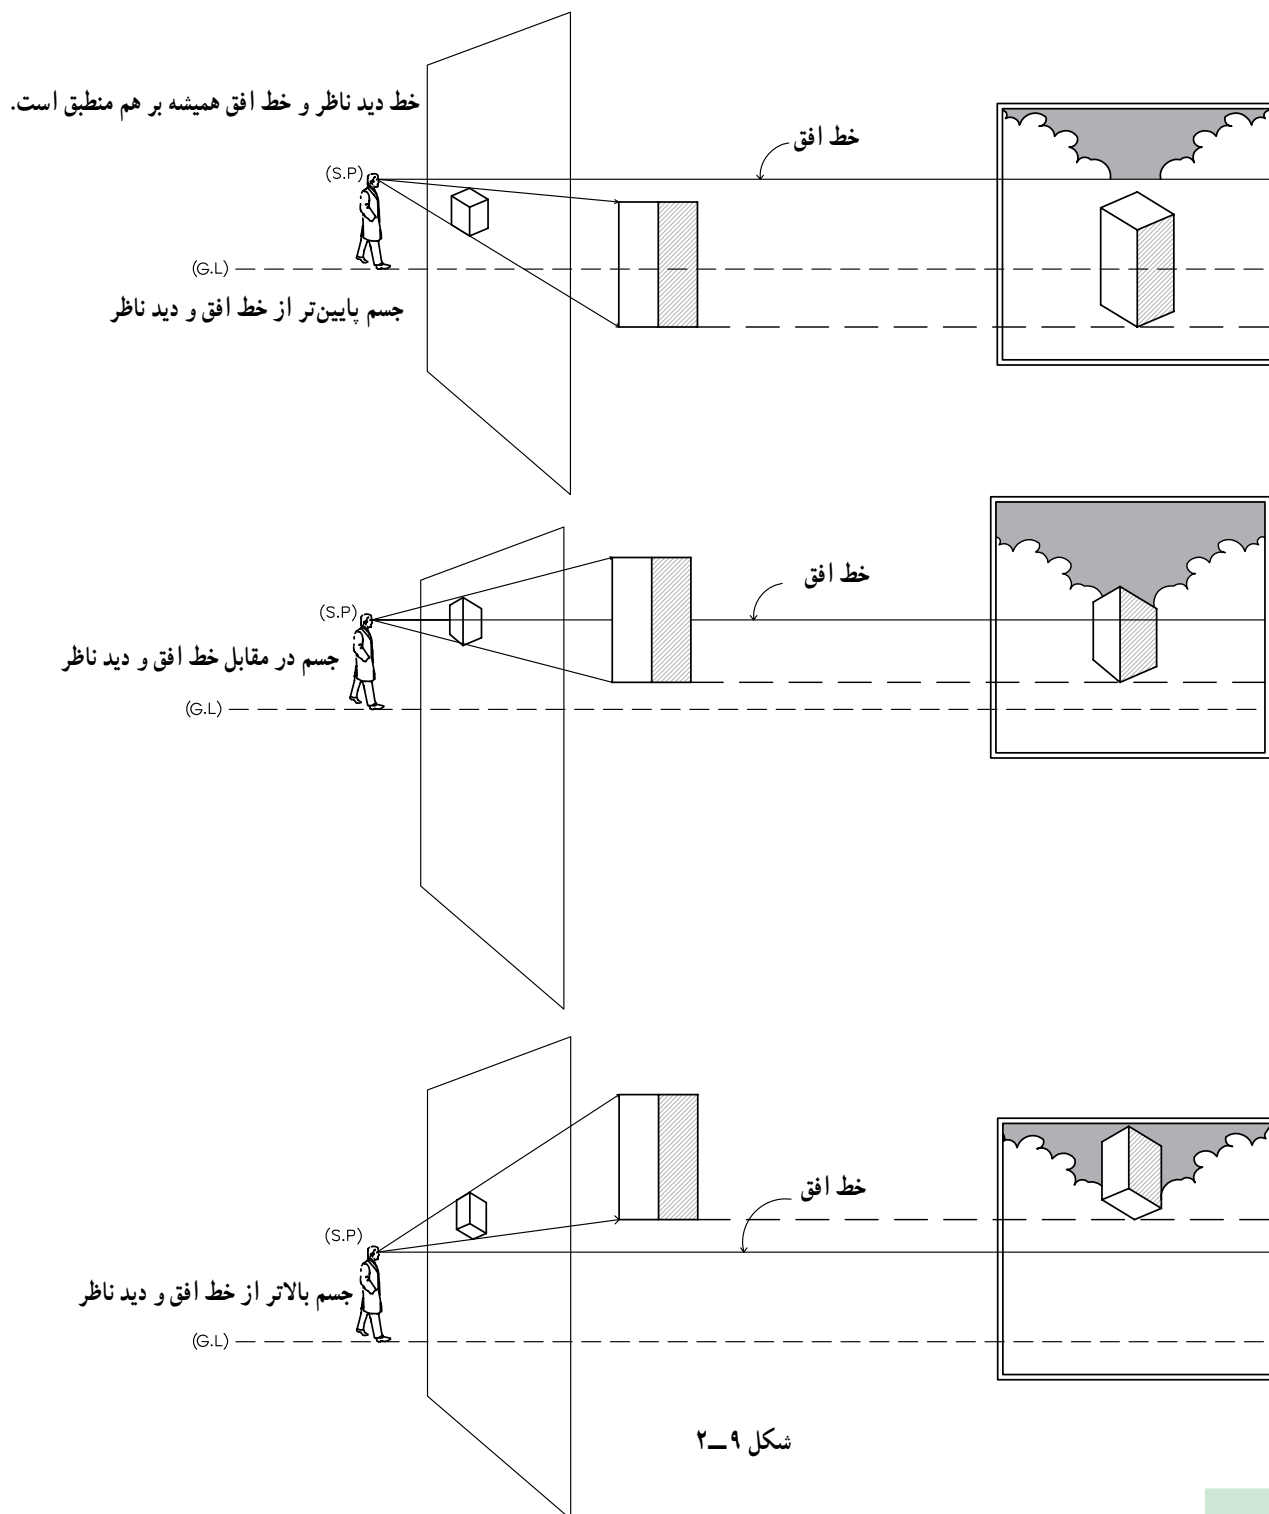 خط دید ناظر و خط افق همیشه بر هم منطبق است.
خط افق
(S.P)
(G.L)
جسم پایین‌تر از خط افق و دید ناظر
خط افق
(S.P)
جسم در مقابل خط افق و دید ناظر
(G.L)
خط افق
(S.P)
جسم بالاتر از خط افق و دید ناظر
(G.L)
شکل ۹ــ۲